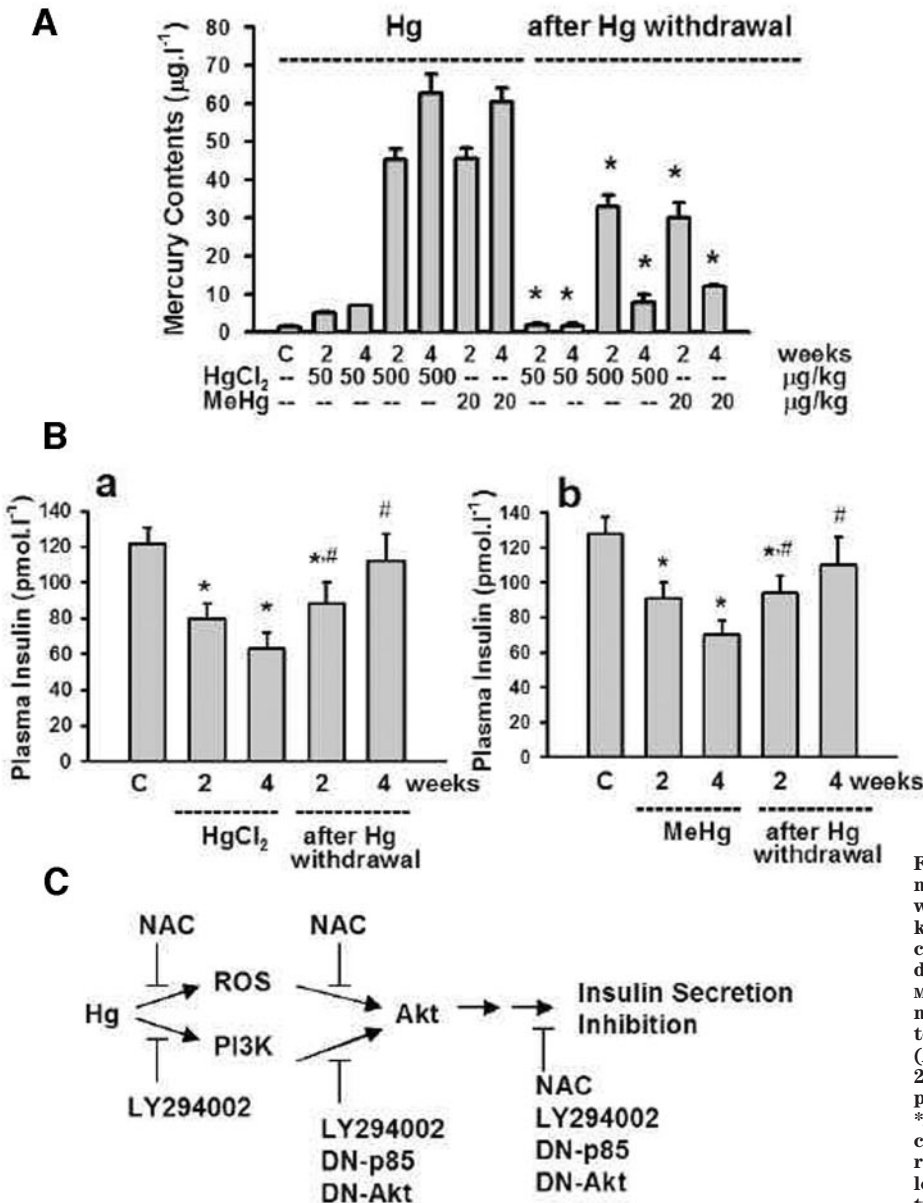 A
Hg after Hg withdrawal
Mercury Contents (µg.l⁻¹)
80
70
60
50
40
30
20
10
0
* * * * * *
C 2 4 2 4 2 4 2 4 2 4 2 4 weeks
HgCl₂ -- 50 50 500 500 -- -- 50 50 500 500 -- -- µg/kg
MeHg -- -- -- -- -- 20 20 -- -- -- -- 20 20 µg/kg
B
a
Plasma Insulin (pmol.l⁻¹)
140
120
100
80
60
40
20
0
* * *,# #
C 2 4 2 4 weeks
HgCl₂ after Hg
withdrawal
b
Plasma Insulin (pmol.l⁻¹)
140
120
100
80
60
40
20
0
* * *,# #
C 2 4 2 4 weeks
MeHg after Hg
withdrawal
C
NAC NAC
Hg ROS Akt Insulin Secretion
Inhibition
PI3K
LY294002
LY294002
DN-p85
DN-Akt
NAC
LY294002
DN-p85
DN-Akt